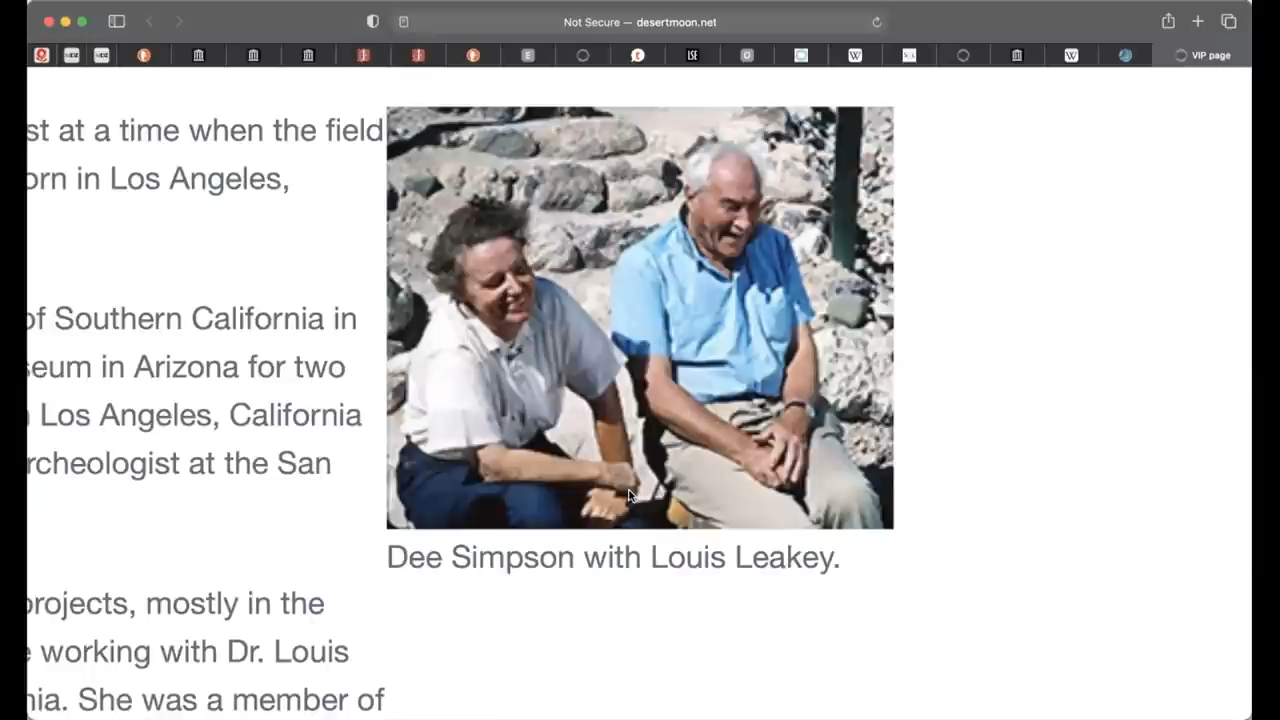 Not Secure — desertmoon.net
LSE
W
W
VIP page
st at a time when the field
orn in Los Angeles,
of Southern California in
seum in Arizona for two
n Los Angeles, California
rcheologist at the San
Dee Simpson with Louis Leakey.
projects, mostly in the
e working with Dr. Louis
nia. She was a member of